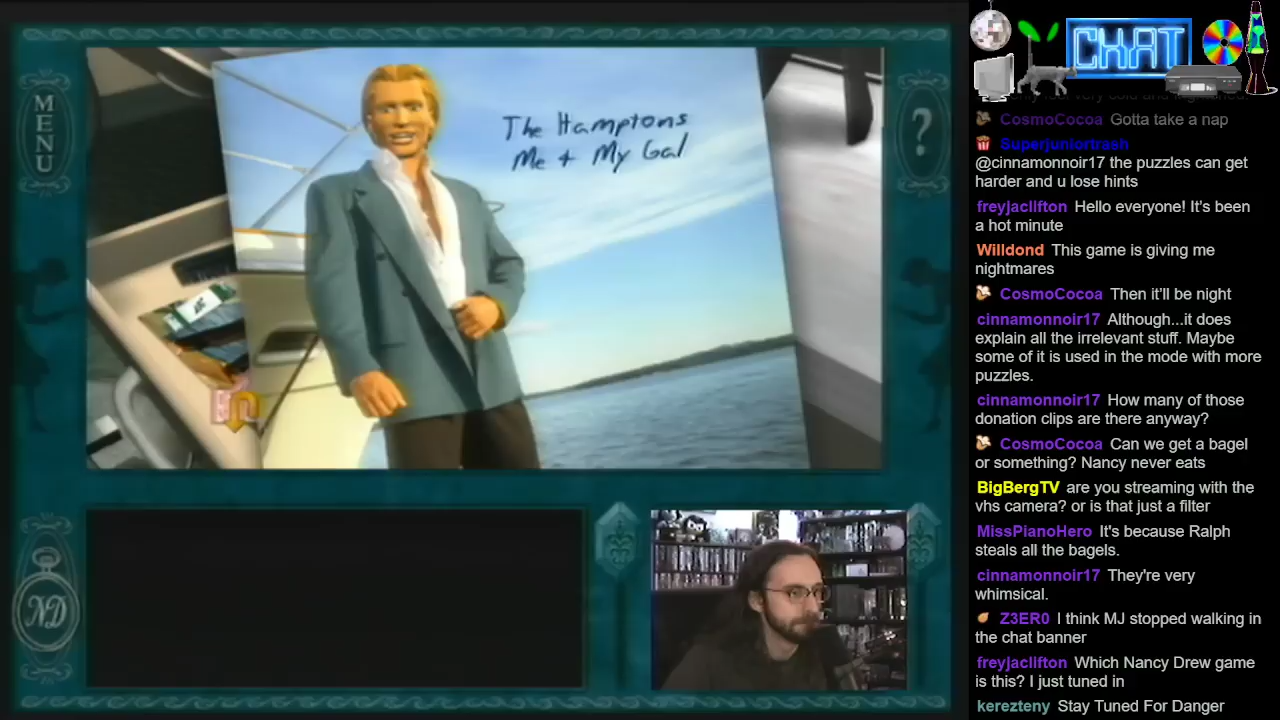 MENU
The Hamptons
Me + My Gal
?
ND
CHAT
CosmoCocoa Gotta take a nap
Superjuniortrash
@cinnamonnoir17 the puzzles can get
harder and u lose hints
freyjaclifton Hello everyone! It's been
a hot minute
Willdond This game is giving me
nightmares
CosmoCocoa Then it'll be night
cinnamonnoir17 Although...it does
explain all the irrelevant stuff. Maybe
some of it is used in the mode with more
puzzles.
cinnamonnoir17 How many of those
donation clips are there anyway?
CosmoCocoa Can we get a bagel
or something? Nancy never eats
BigBergTV are you streaming with the
vhs camera? or is that just a filter
MissPianoHero It's because Ralph
steals all the bagels.
cinnamonnoir17 They're very
whimsical.
Z3ER0 I think MJ stopped walking in
the chat banner
freyjaclifton Which Nancy Drew game
is this? I just tuned in
kerezteny Stay Tuned For Danger